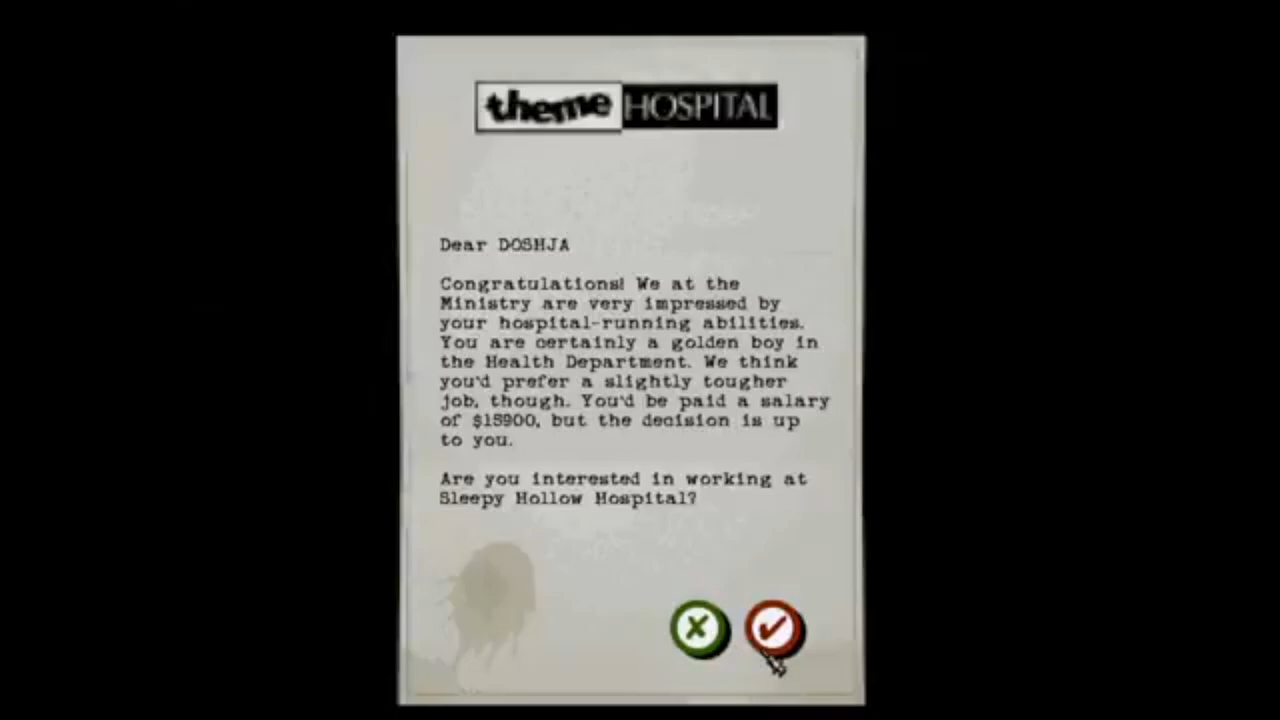 theme HOSPITAL
Dear DOSHJA
Congratulations! We at the
Ministry are very impressed by
your hospital-running abilities.
You are certainly a golden boy in
the Health Department. We think
you'd prefer a slightly tougher
job, though. You'd be paid a salary
of $15900, but the decision is up
to you.
Are you interested in working at
Sleepy Hollow Hospital?